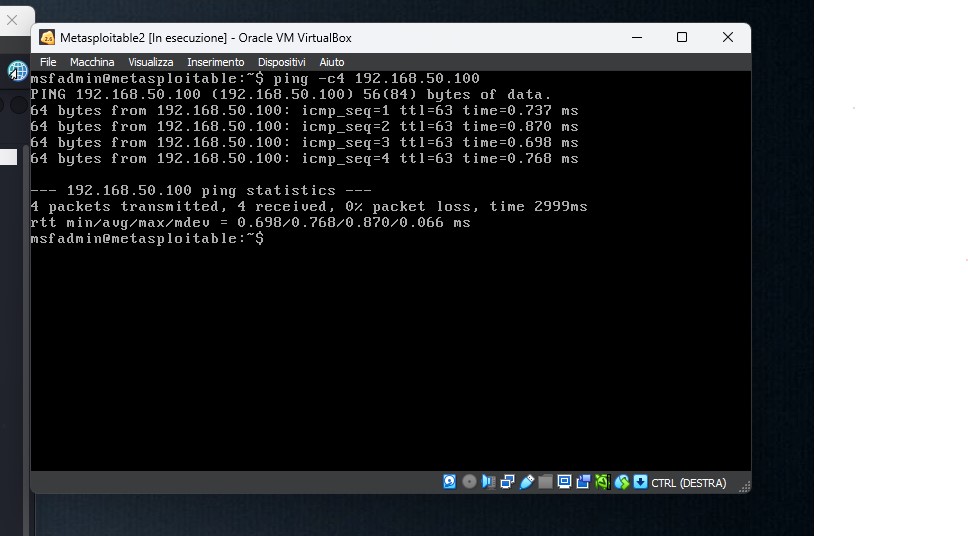 Metasploitable2 [In esecuzione] - Oracle VM VirtualBox
File Macchina Visualizza Inserimento Dispositivi Aiuto
msfadmin@metasploitable:~$ ping -c4 192.168.50.100
PING 192.168.50.100 (192.168.50.100) 56(84) bytes of data.
64 bytes from 192.168.50.100: icmp_seq=1 ttl=63 time=0.737 ms
64 bytes from 192.168.50.100: icmp_seq=2 ttl=63 time=0.870 ms
64 bytes from 192.168.50.100: icmp_seq=3 ttl=63 time=0.698 ms
64 bytes from 192.168.50.100: icmp_seq=4 ttl=63 time=0.768 ms
--- 192.168.50.100 ping statistics ---
4 packets transmitted, 4 received, 0% packet loss, time 2999ms
rtt min/avg/max/mdev = 0.698/0.768/0.870/0.066 ms
msfadmin@metasploitable:~$
CTRL (DESTRA)